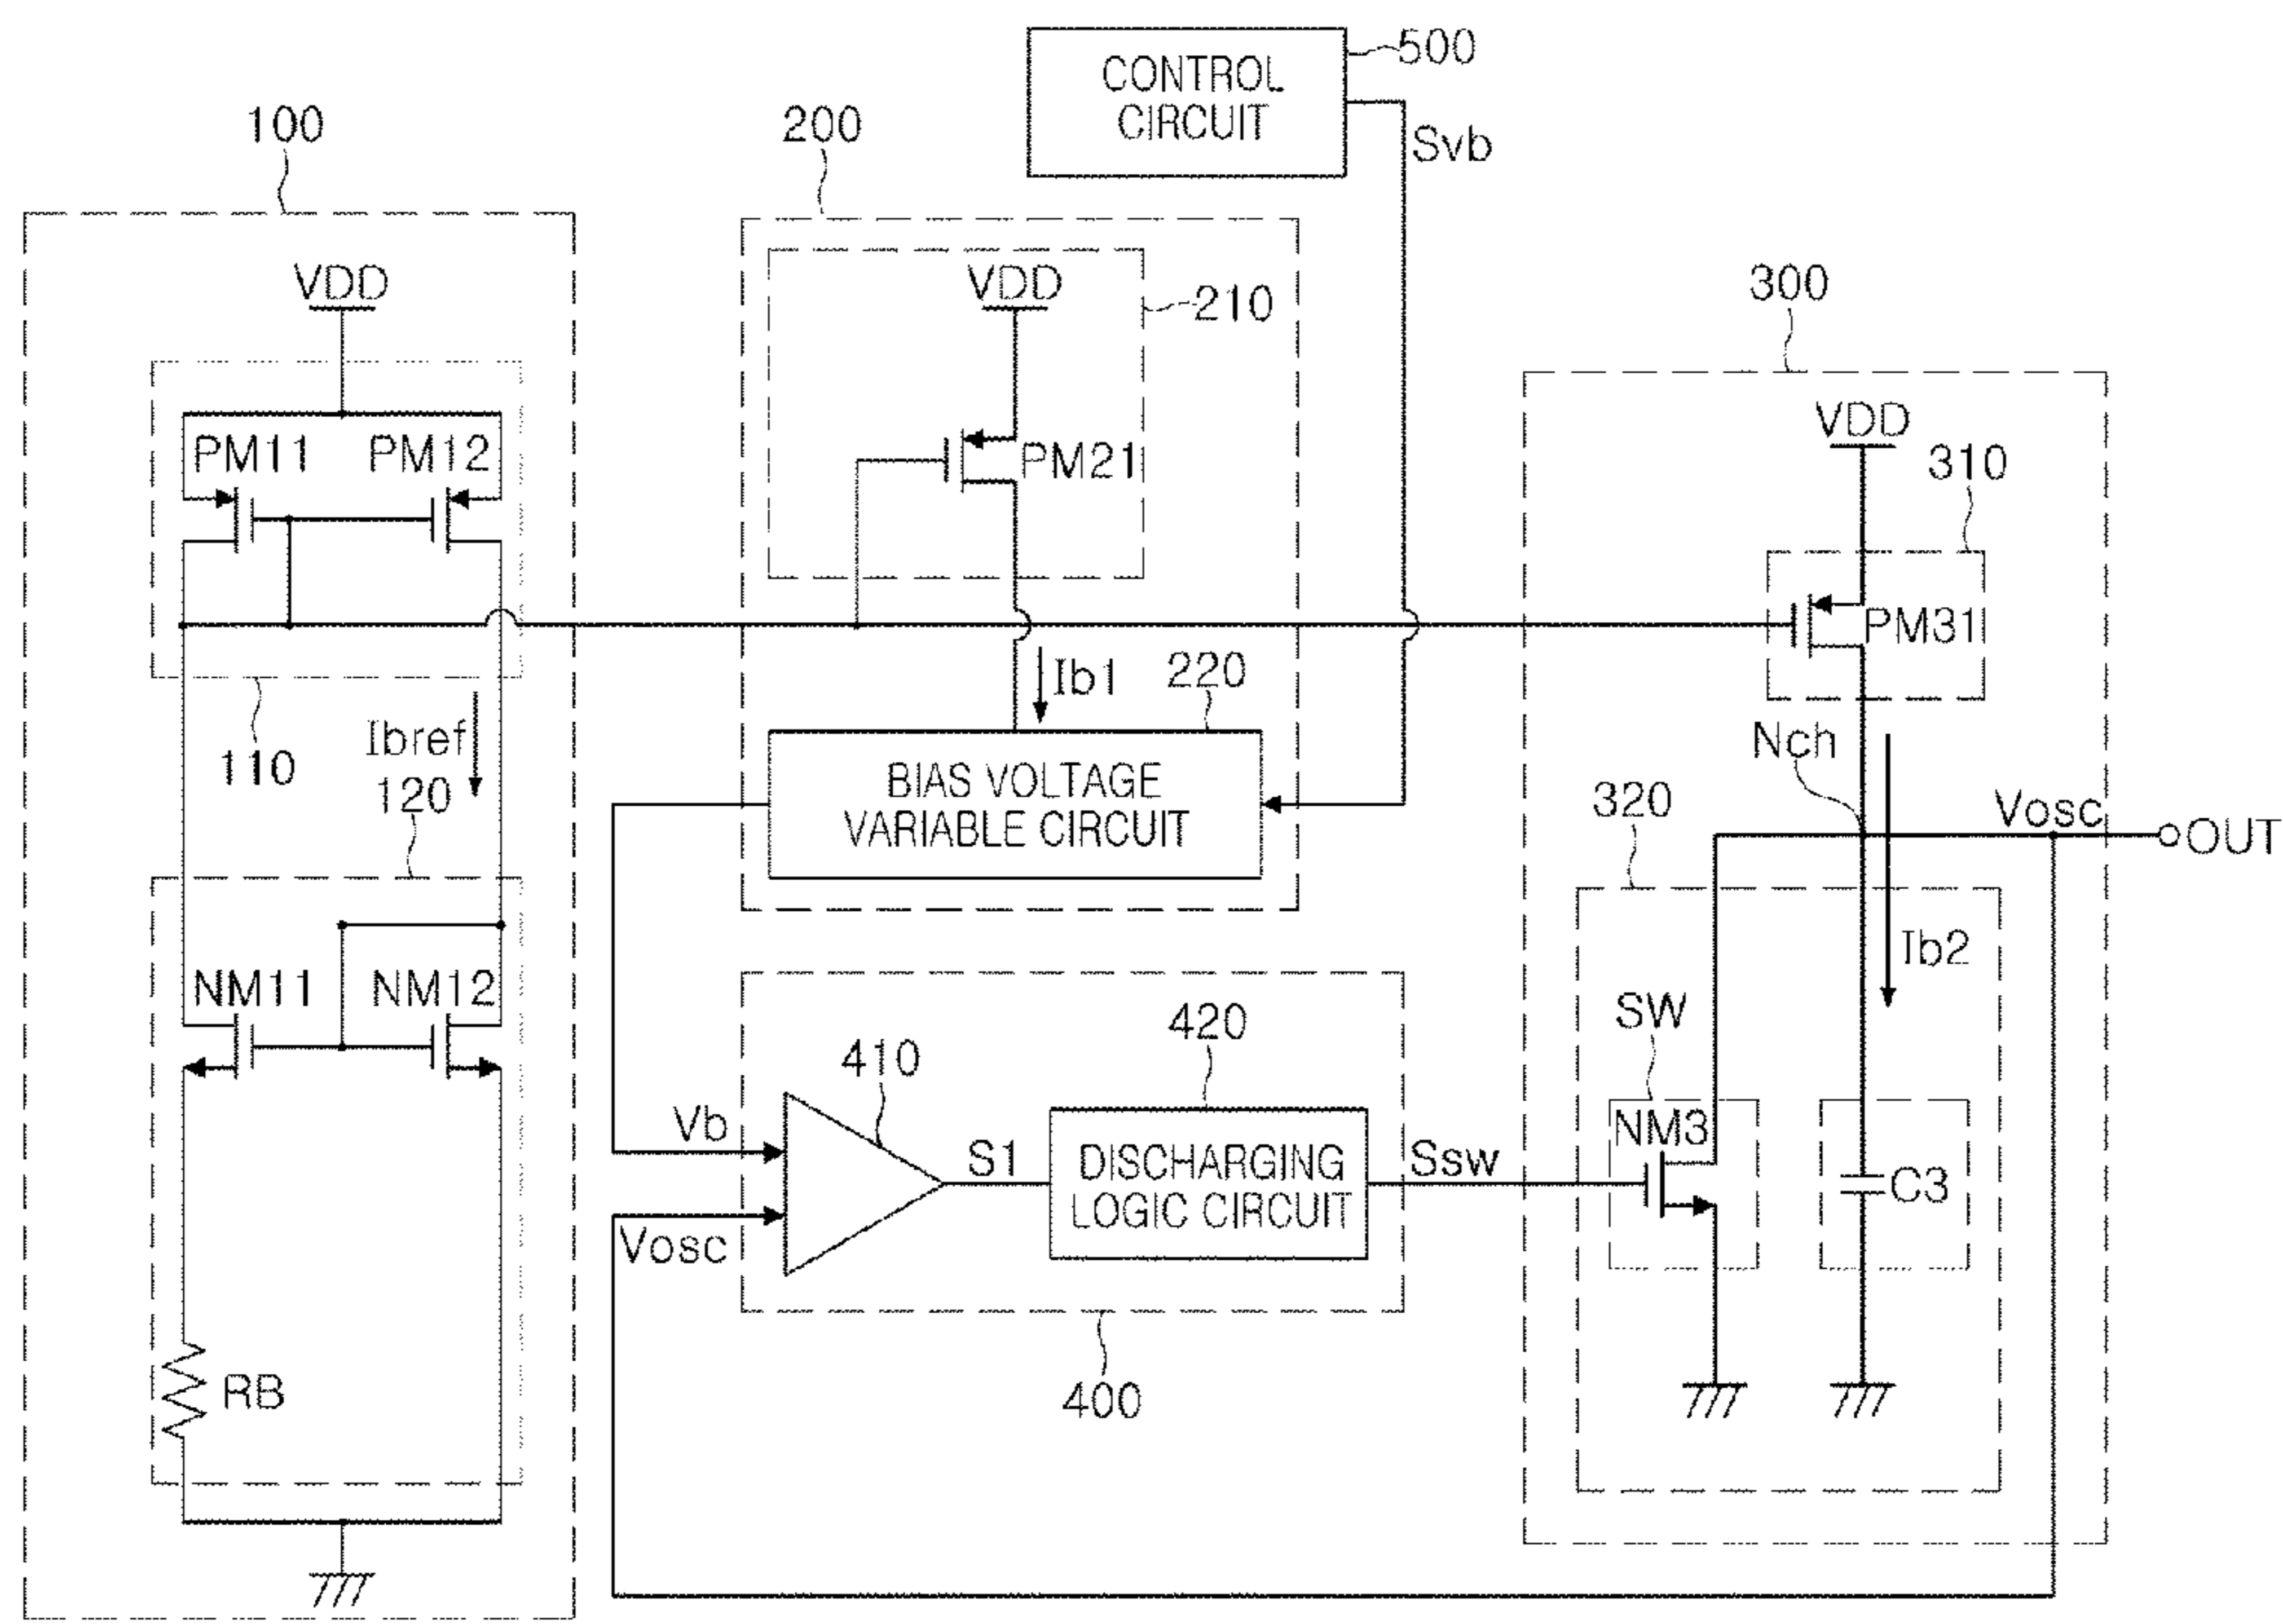 CONTROL
CIRCUIT
500
Svb
100
200
VDD
VDD
210
300
PM11
PM12
PM21
VDD
310
PM31
110
Ibref
120
Ib1
220
BIAS VOLTAGE
VARIABLE CIRCUIT
Nch
320
Vosc
OUT
NM11
NM12
Ib2
SW
410
420
Vb
S1
DISCHARGING
LOGIC CIRCUIT
Ssw
NM3
C3
Vosc
RB
400